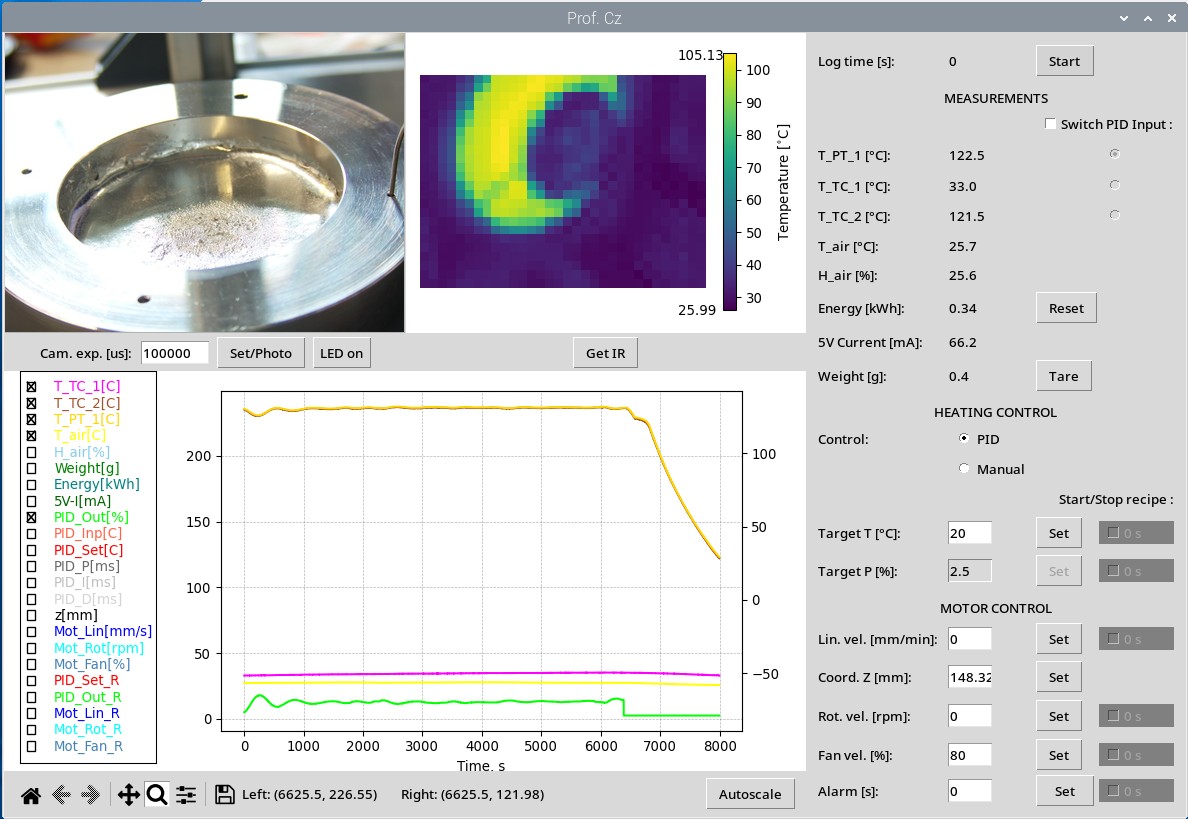 Prof. Cz
105.13
100
90
80
70
60
50
40
30
25.99
Temperature [°C]
Cam. exp. [us]: 100000 Set/Photo LED on Get IR
T_TC_1[C]
T_TC_2[C]
T_PT_1[C]
T_air[C]
H_air[%]
Weight[g]
Energy[kWh]
5V-I[mA]
PID_Out[%]
PID_Inp[C]
PID_Set[C]
PID_P[ms]
PID_I[ms]
PID_D[ms]
z[mm]
Mot_Lin[mm/s]
Mot_Rot[rpm]
Mot_Fan[%]
PID_Set_R
PID_Out_R
Mot_Lin_R
Mot_Rot_R
Mot_Fan_R
200
150
100
50
0
100
50
0
−50
0 1000 2000 3000 4000 5000 6000 7000 8000
Time, s
Left: (6625.5, 226.55) Right: (6625.5, 121.98) Autoscale
Log time [s]: 0 Start
MEASUREMENTS
Switch PID Input :
T_PT_1 [°C]: 122.5
T_TC_1 [°C]: 33.0
T_TC_2 [°C]: 121.5
T_air [°C]: 25.7
H_air [%]: 25.6
Energy [kWh]: 0.34 Reset
5V Current [mA]: 66.2
Weight [g]: 0.4 Tare
HEATING CONTROL
Control: PID
Manual
Start/Stop recipe :
Target T [°C]: 20 Set 0 s
Target P [%]: 2.5 Set 0 s
MOTOR CONTROL
Lin. vel. [mm/min]: 0 Set 0 s
Coord. Z [mm]: 148.32 Set
Rot. vel. [rpm]: 0 Set 0 s
Fan vel. [%]: 80 Set 0 s
Alarm [s]: 0 Set 0 s